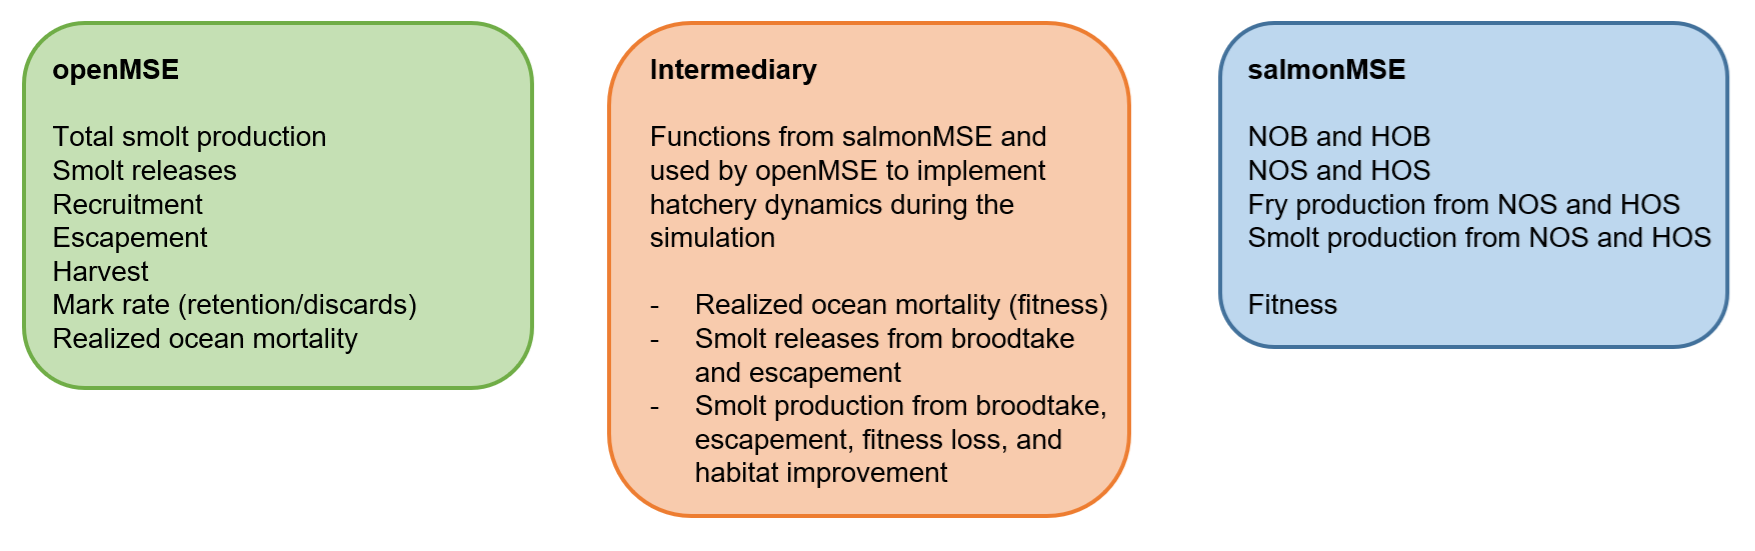 openMSE
Total smolt production
Smolt releases
Recruitment
Escapement
Harvest
Mark rate (retention/discards)
Realized ocean mortality
Intermediary
Functions from salmonMSE and
used by openMSE to implement
hatchery dynamics during the
simulation
- Realized ocean mortality (fitness)
- Smolt releases from broodtake
and escapement
- Smolt production from broodtake,
escapement, fitness loss, and
habitat improvement
salmonMSE
NOB and HOB
NOS and HOS
Fry production from NOS and HOS
Smolt production from NOS and HOS
Fitness